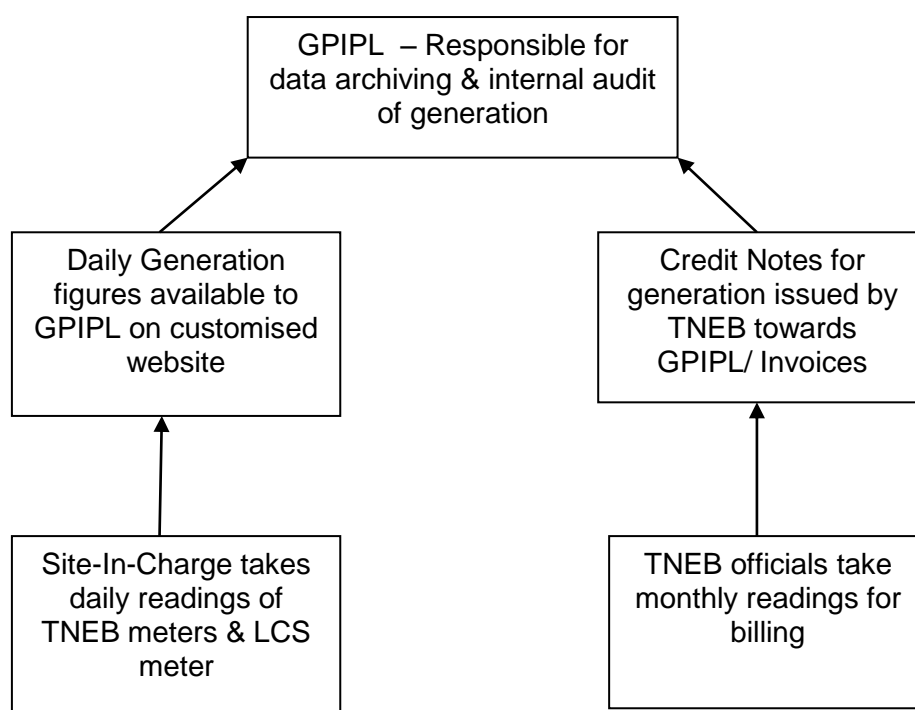 GPIPL – Responsible for
data archiving & internal audit
of generation
Daily Generation
figures available to
GPIPL on customised
website
Credit Notes for
generation issued by
TNEB towards
GPIPL/ Invoices
Site-In-Charge takes
daily readings of
TNEB meters & LCS
meter
TNEB officials take
monthly readings for
billing